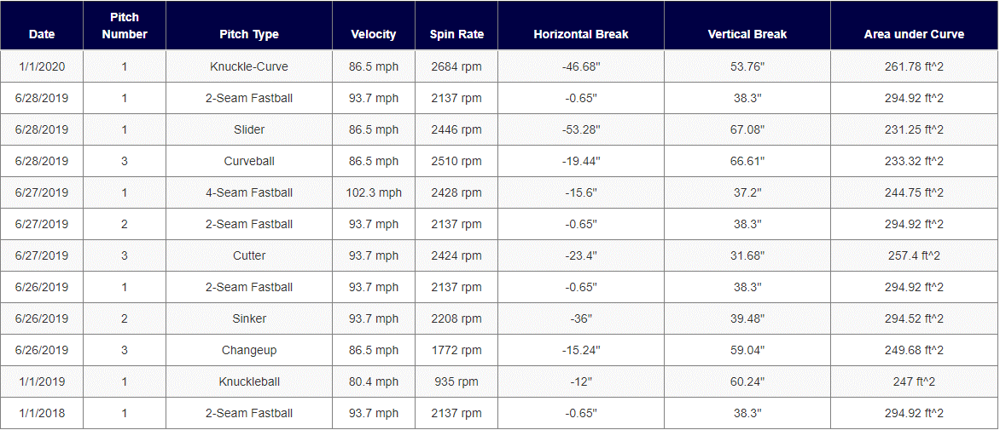 Date Pitch Number Pitch Type Velocity Spin Rate Horizontal Break Vertical Break Area under Curve
1/1/2020 1 Knuckle-Curve 86.5 mph 2684 rpm -46.68" 53.76" 261.78 ft^2
6/28/2019 1 2-Seam Fastball 93.7 mph 2137 rpm -0.65" 38.3" 294.92 ft^2
6/28/2019 1 Slider 86.5 mph 2446 rpm -53.28" 67.08" 231.25 ft^2
6/28/2019 3 Curveball 86.5 mph 2510 rpm -19.44" 66.61" 233.32 ft^2
6/27/2019 1 4-Seam Fastball 102.3 mph 2428 rpm -15.6" 37.2" 244.75 ft^2
6/27/2019 2 2-Seam Fastball 93.7 mph 2137 rpm -0.65" 38.3" 294.92 ft^2
6/27/2019 3 Cutter 93.7 mph 2424 rpm -23.4" 31.68" 257.4 ft^2
6/26/2019 1 2-Seam Fastball 93.7 mph 2137 rpm -0.65" 38.3" 294.92 ft^2
6/26/2019 2 Sinker 93.7 mph 2208 rpm -36" 39.48" 294.52 ft^2
6/26/2019 3 Changeup 86.5 mph 1772 rpm -15.24" 59.04" 249.68 ft^2
1/1/2019 1 Knuckleball 80.4 mph 935 rpm -12" 60.24" 247 ft^2
1/1/2018 1 2-Seam Fastball 93.7 mph 2137 rpm -0.65" 38.3" 294.92 ft^2